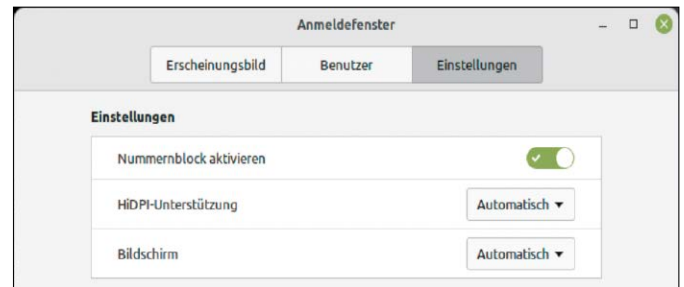 Anmeldefenster
Erscheinungsbild Benutzer Einstellungen
Einstellungen
Nummernblock aktivieren
HiDPI-Unterstützung Automatisch
Bildschirm Automatisch